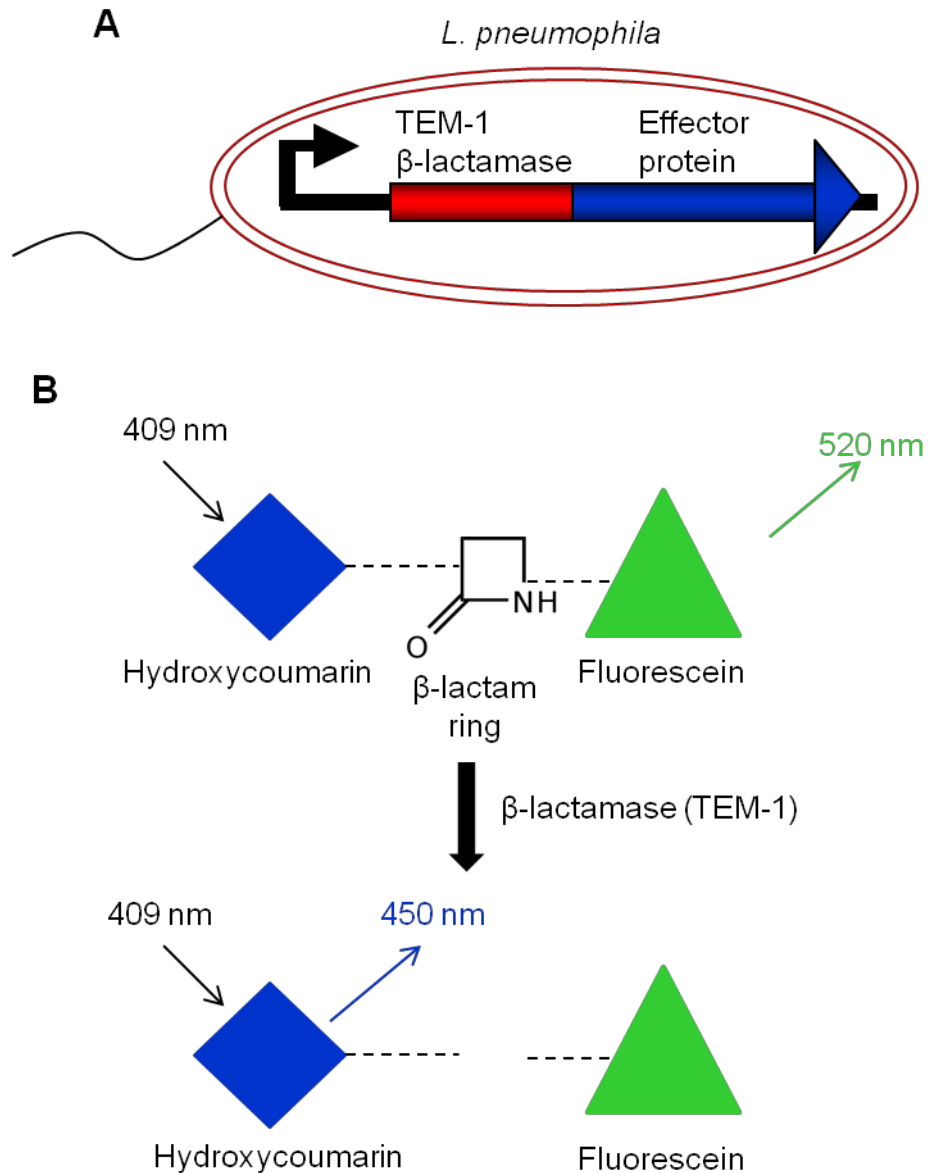 A
L. pneumophila
TEM-1
β-lactamase
Effector
protein
B
409 nm
520 nm
NH
O
Hydroxycoumarin
β-lactam
ring
Fluorescein
β-lactamase (TEM-1)
409 nm
450 nm
Hydroxycoumarin
Fluorescein